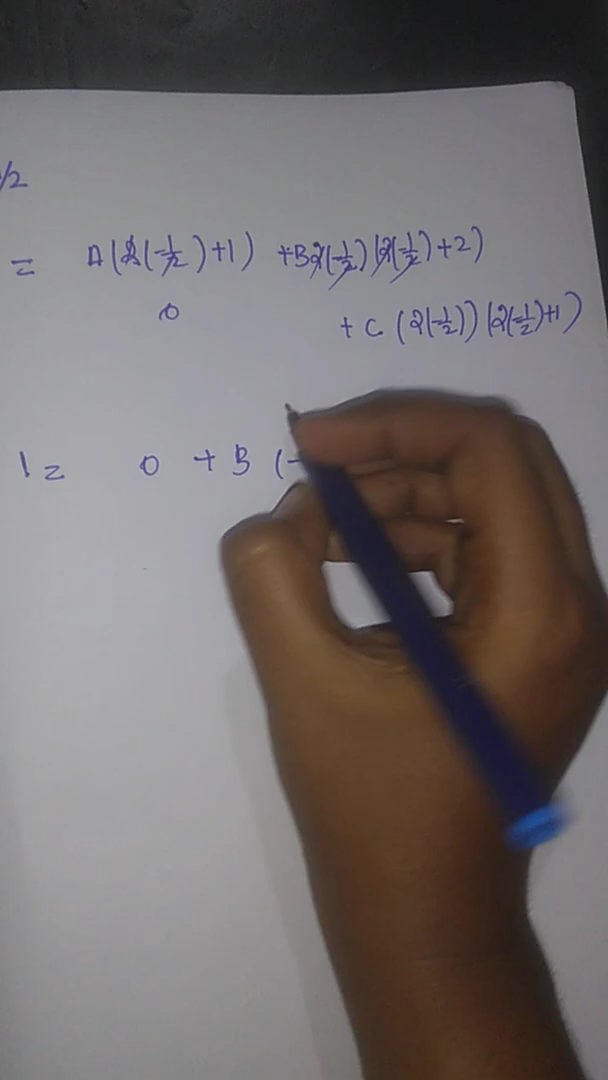 1/2
= A(2(-1/2)+1) +B2(-1/2)(2(-1/2)+2)
0
+ C (2(-1/2)) (2(-1/2)+1)
1 = 0 + B (-